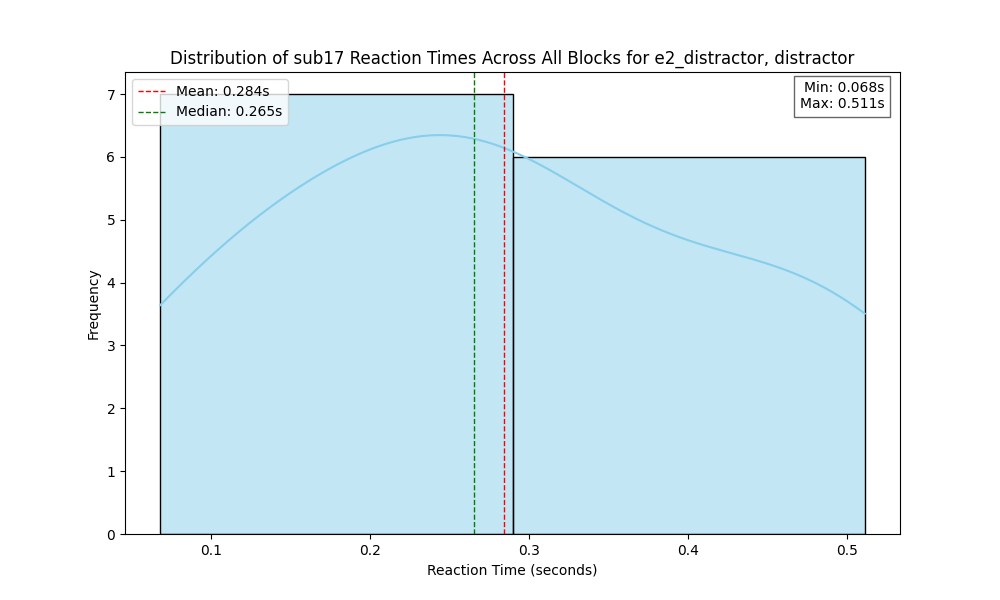 Distribution of sub17 Reaction Times Across All Blocks for e2_distractor, distractor
Mean: 0.284s
Median: 0.265s
Min: 0.068s
Max: 0.511s
Frequency
7
6
5
4
3
2
1
0
0.1 0.2 0.3 0.4 0.5
Reaction Time (seconds)